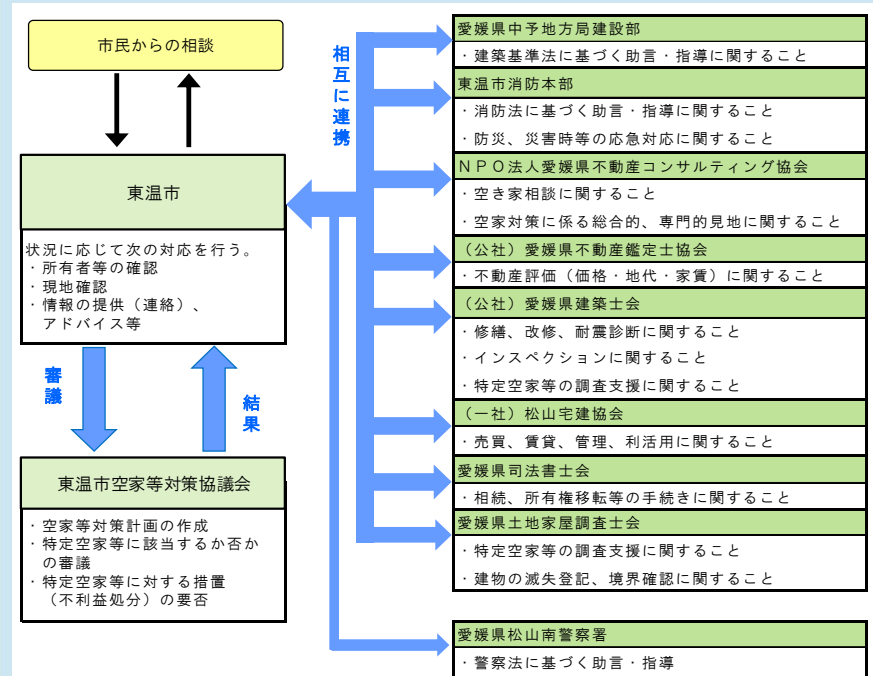 市民からの相談
東温市
状況に応じて次の対応を行う。
・所有者等の確認
・現地確認
・情報の提供（連絡）、
アドバイス等
審議
結果
東温市空家等対策協議会
・空家等対策計画の作成
・特定空家等に該当するか否か
の審議
・特定空家等に対する措置
（不利益処分）の要否
相互に連携
愛媛県中予地方局建設部
・建築基準法に基づく助言・指導に関すること
東温市消防本部
・消防法に基づく助言・指導に関すること
・防災、災害時等の応急対応に関すること
ＮＰＯ法人愛媛県不動産コンサルティング協会
・空き家相談に関すること
・空家対策に係る総合的、専門的見地に関すること
（公社）愛媛県不動産鑑定士協会
・不動産評価（価格・地代・家賃）に関すること
（公社）愛媛県建築士会
・修繕、改修、耐震診断に関すること
・インスペクションに関すること
・特定空家等の調査支援に関すること
（一社）松山宅建協会
・売買、賃貸、管理、利活用に関すること
愛媛県司法書士会
・相続、所有権移転等の手続きに関すること
愛媛県土地家屋調査士会
・特定空家等の調査支援に関すること
・建物の滅失登記、境界確認に関すること
愛媛県松山南警察署
・警察法に基づく助言・指導